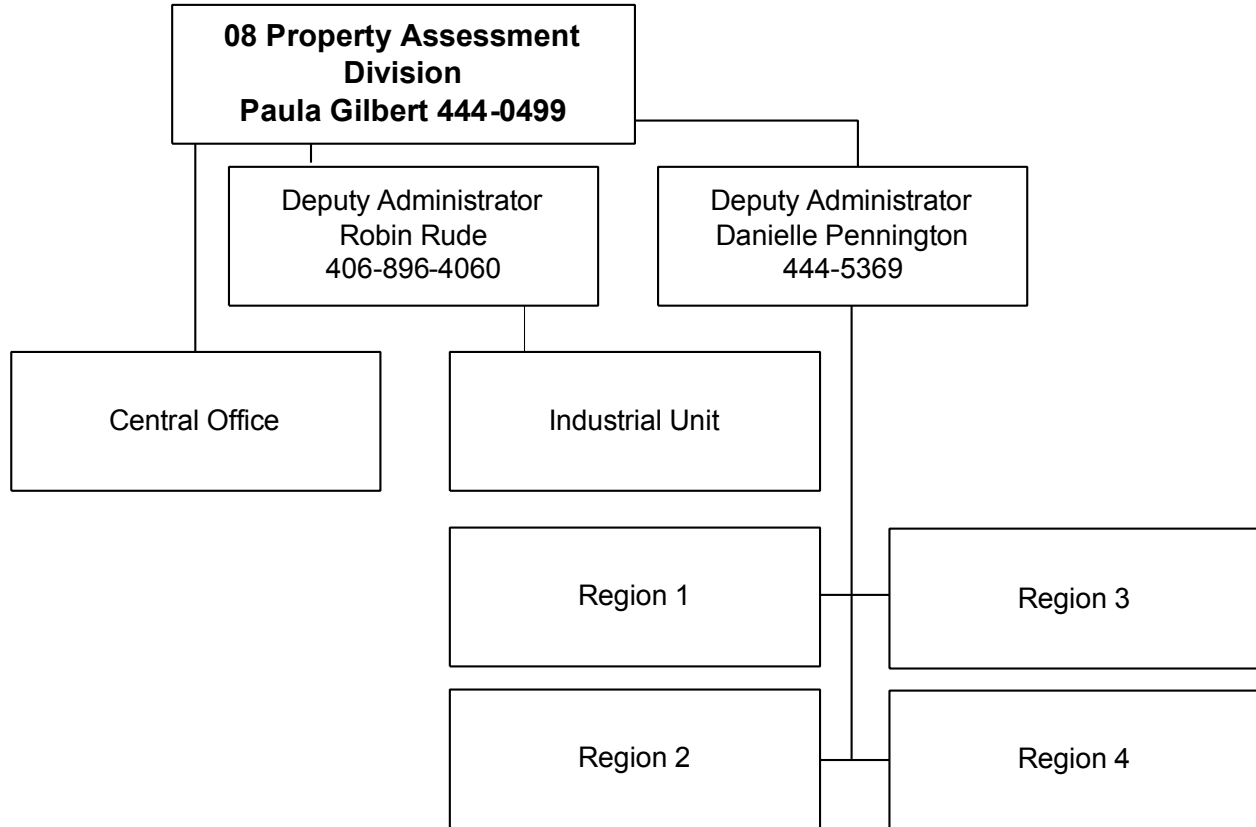 08 Property Assessment
Division
Paula Gilbert 444-0499
Deputy Administrator
Robin Rude
406-896-4060
Deputy Administrator
Danielle Pennington
444-5369
Central Office
Industrial Unit
Region 1
Region 3
Region 2
Region 4